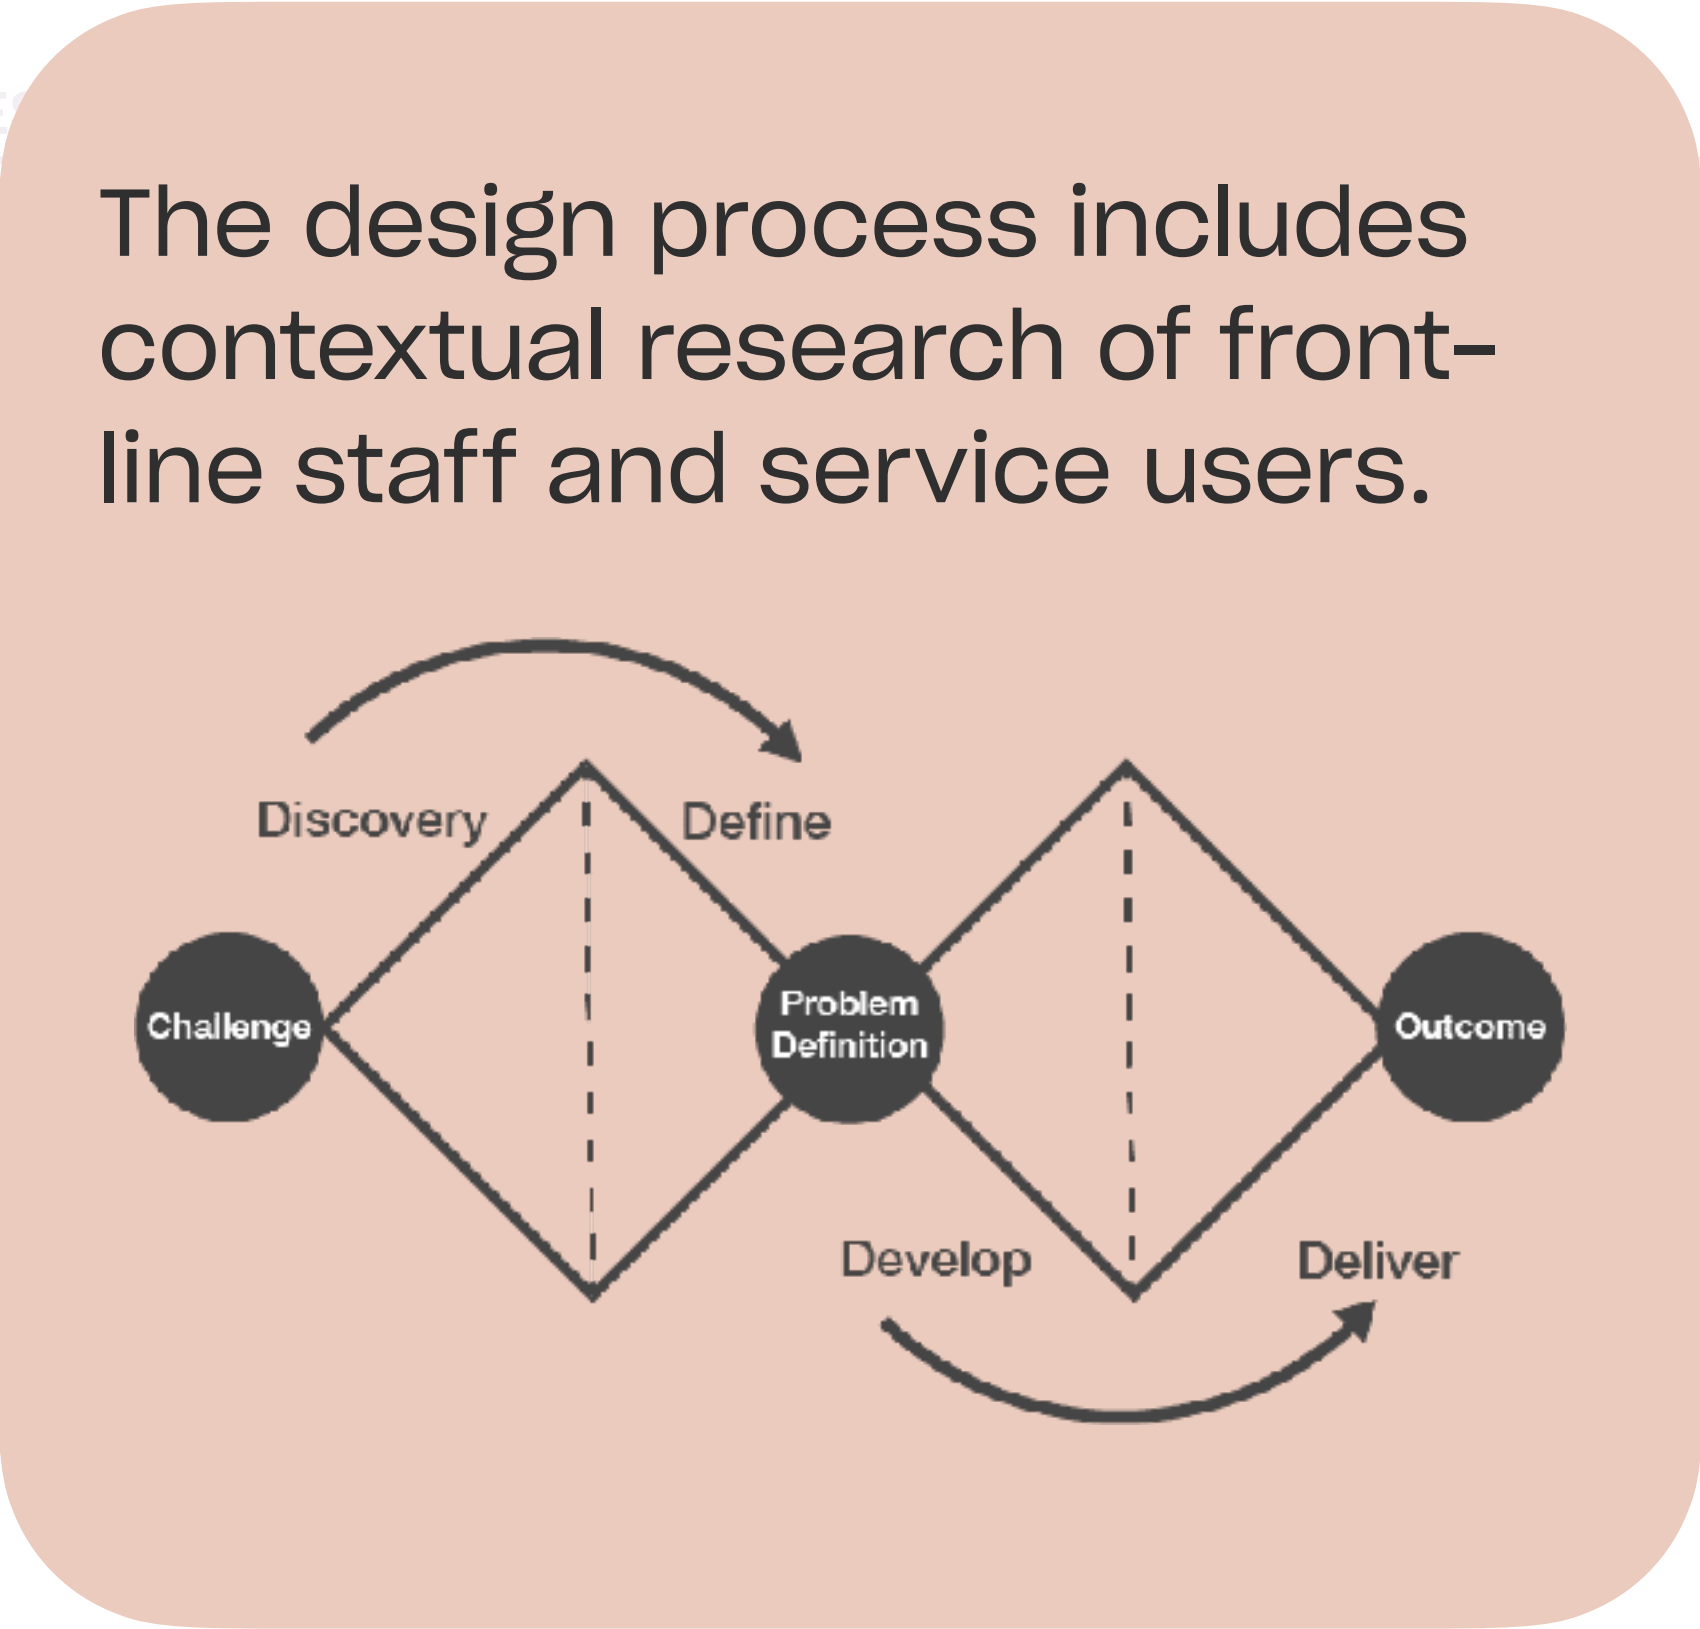 The design process includes
contextual research of front-
line staff and service users.
Discovery
Define
Challenge
Problem
Definition
Outcome
Develop
Deliver